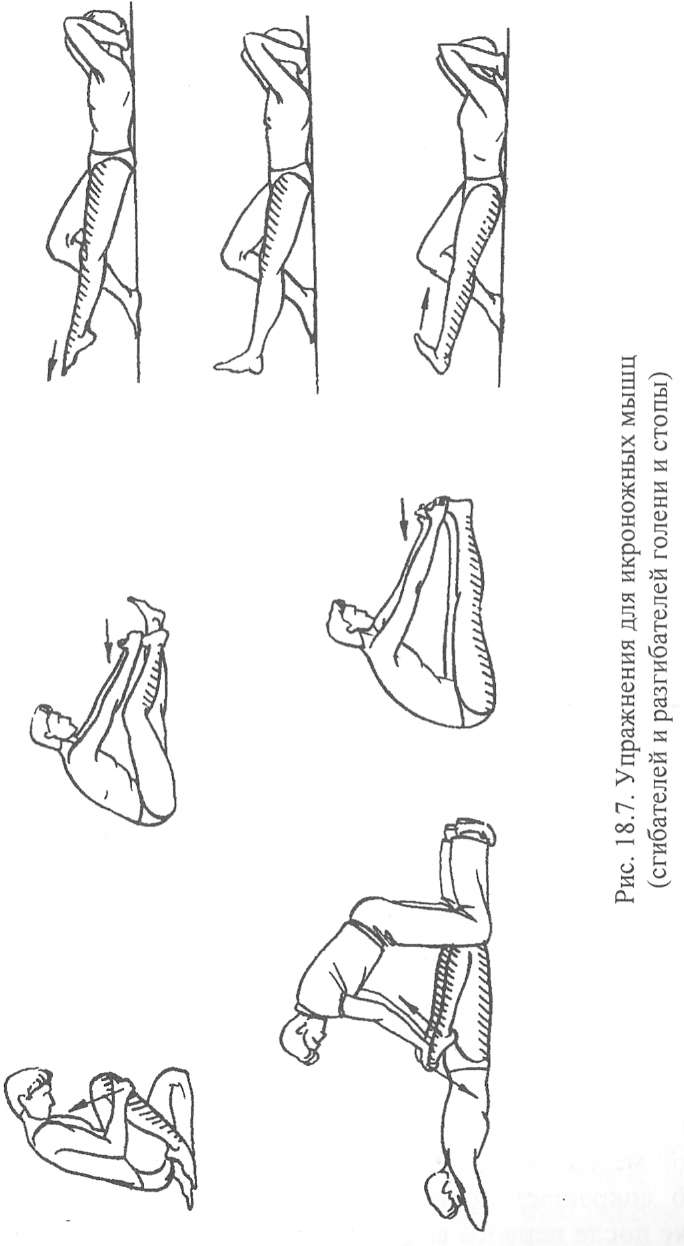 Рис. 18.7. Упражнения для икроножных мышц
(сгибателей и разгибателей голени и стопы)